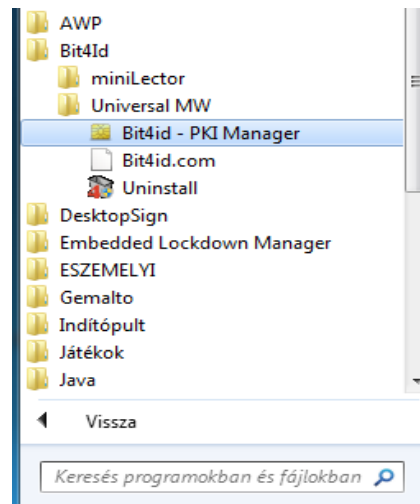 AWP
Bit4Id
miniLector
Universal MW
Bit4id - PKI Manager
Bit4id.com
Uninstall
DesktopSign
Embedded Lockdown Manager
ESZEMELYI
Gemalto
Indítópult
Játékok
Java
Vissza
Keresés programokban és fájlokban